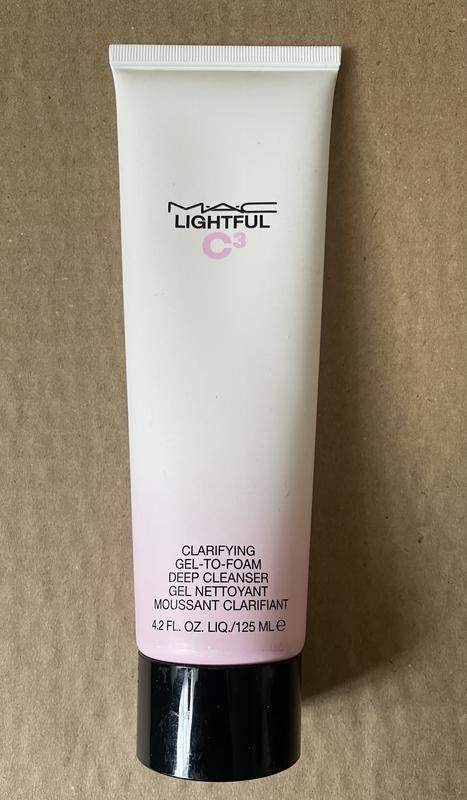 M·A·C
LIGHTFUL
C³
CLARIFYING
GEL-TO-FOAM
DEEP CLEANSER
GEL NETTOYANT
MOUSSANT CLARIFIANT
4.2 FL. OZ. LIQ./125 ML ℮